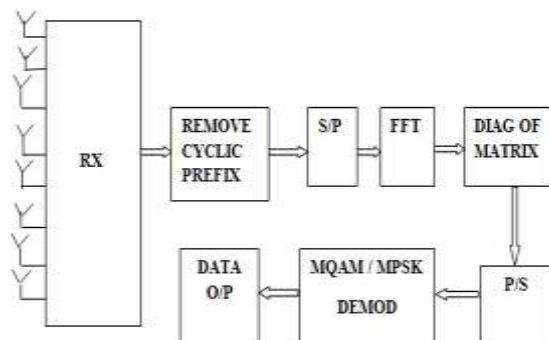 RX
REMOVE
CYCLIC
PREFIX
S/P
FFT
DIAG OF
MATRIX
P/S
MQAM / MPSK
DEMOD
DATA
O/P